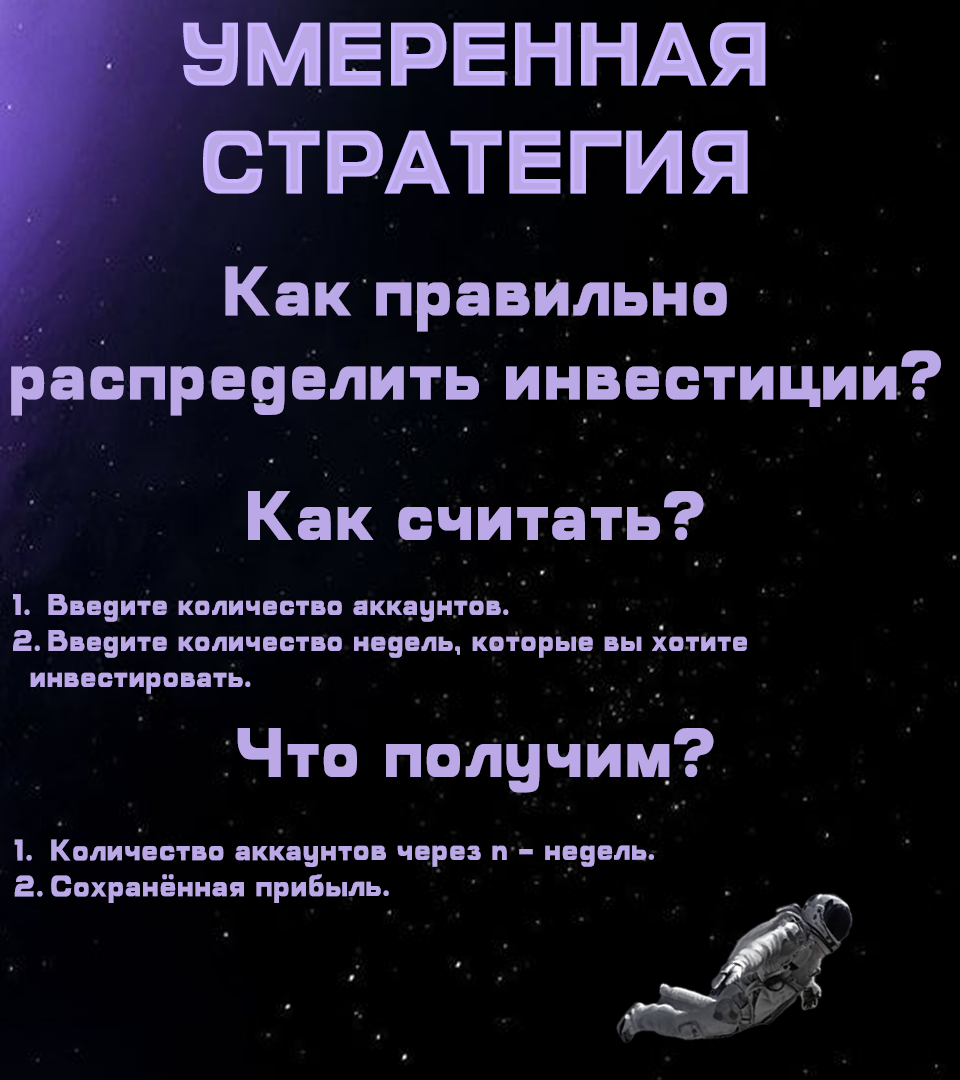 УМЕРЕННАЯ
СТРАТЕГИЯ
Как правильно
распределить инвестиции?
Как считать?
1. Введите количество аккаунтов.
2. Введите количество недель, которые вы хотите
инвестировать.
Что получим?
1. Количество аккаунтов через n - недель.
2. Сохранённая прибыль.